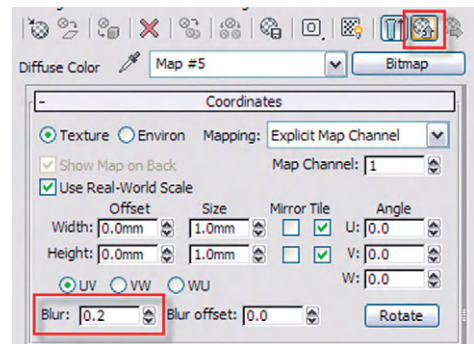 Diffuse Color Map #5 Bitmap
- Coordinates
Texture Environ Mapping: Explicit Map Channel
Show Map on Back Map Channel: 1
Use Real-World Scale
Offset Size Mirror Tile Angle
Width: 0.0mm 1.0mm U: 0.0
Height: 0.0mm 1.0mm V: 0.0
UV VW WU W: 0.0
Blur: 0.2 Blur offset: 0.0 Rotate